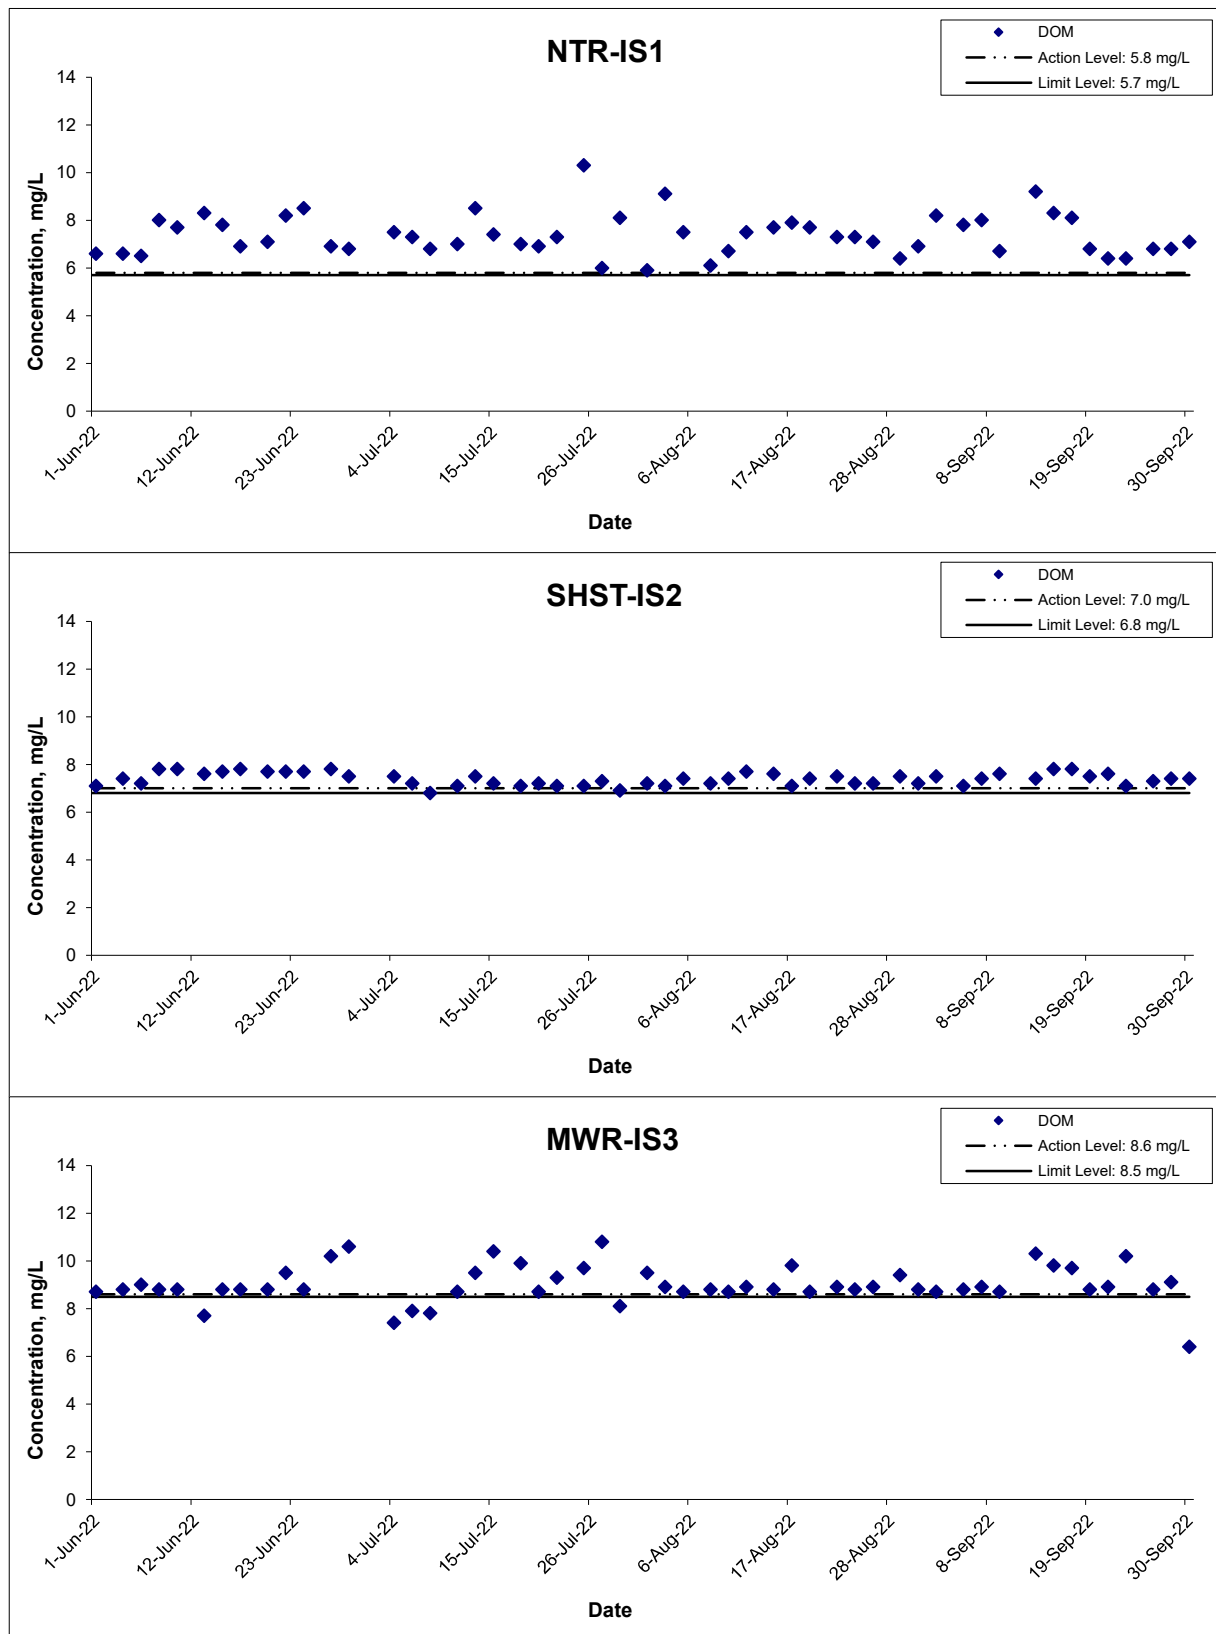 NTR-IS1
DOM
Action Level: 5.8 mg/L
Limit Level: 5.7 mg/L
Concentration, mg/L
14
12
10
8
6
4
2
0
1-Jun-22
12-Jun-22
23-Jun-22
4-Jul-22
15-Jul-22
26-Jul-22
6-Aug-22
17-Aug-22
28-Aug-22
8-Sep-22
19-Sep-22
30-Sep-22
Date
SHST-IS2
DOM
Action Level: 7.0 mg/L
Limit Level: 6.8 mg/L
Concentration, mg/L
14
12
10
8
6
4
2
0
1-Jun-22
12-Jun-22
23-Jun-22
4-Jul-22
15-Jul-22
26-Jul-22
6-Aug-22
17-Aug-22
28-Aug-22
8-Sep-22
19-Sep-22
30-Sep-22
Date
MWR-IS3
DOM
Action Level: 8.6 mg/L
Limit Level: 8.5 mg/L
Concentration, mg/L
14
12
10
8
6
4
2
0
1-Jun-22
12-Jun-22
23-Jun-22
4-Jul-22
15-Jul-22
26-Jul-22
6-Aug-22
17-Aug-22
28-Aug-22
8-Sep-22
19-Sep-22
30-Sep-22
Date